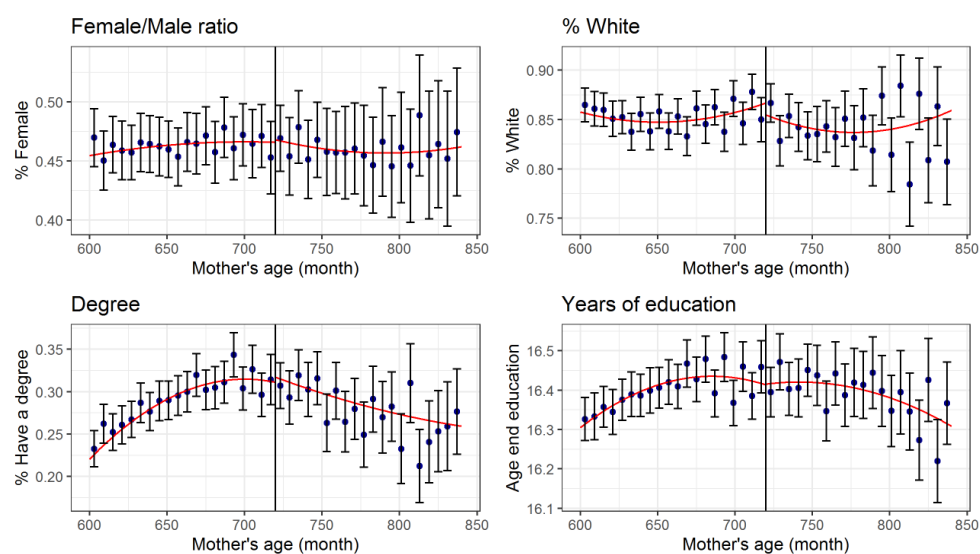 Female/Male ratio
% Female
0.50
0.45
0.40
600 650 700 750 800 850
Mother's age (month)
% White
% White
0.90
0.85
0.80
0.75
600 650 700 750 800 850
Mother's age (month)
Degree
% Have a degree
0.35
0.30
0.25
0.20
600 650 700 750 800 850
Mother's age (month)
Years of education
Age end education
16.5
16.4
16.3
16.2
16.1
600 650 700 750 800 850
Mother's age (month)